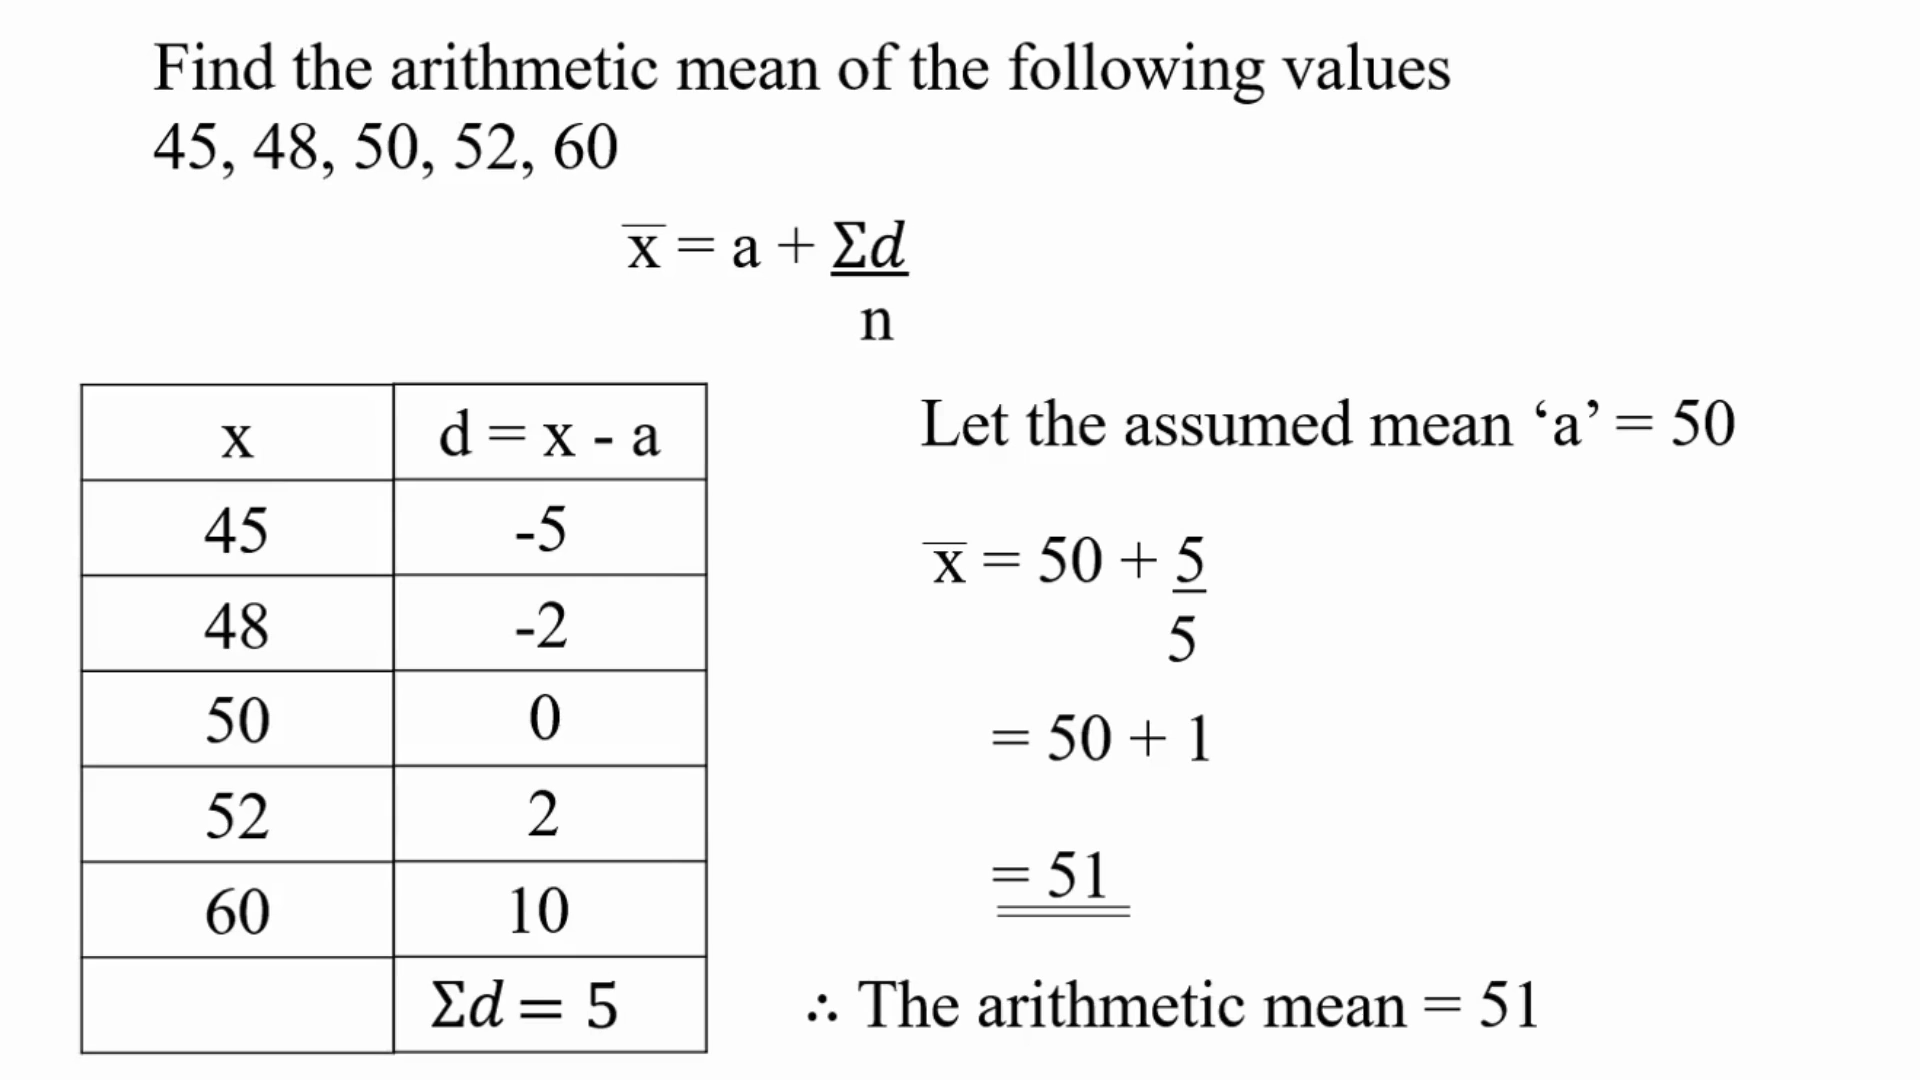 Find the arithmetic mean of the following values
45, 48, 50, 52, 60
x̅ = a + Σd
n
x d = x - a
45 -5
48 -2
50 0
52 2
60 10
Σd = 5
Let the assumed mean ‘a’ = 50
x̅ = 50 + 5
5
= 50 + 1
= 51
∴ The arithmetic mean = 51